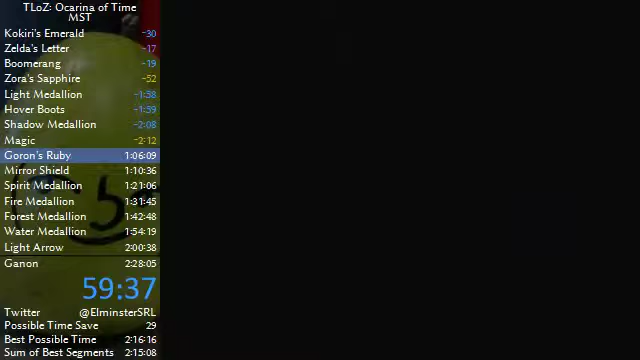 TLoZ: Ocarina of Time
MST
Kokiri's Emerald -30
Zelda's Letter -17
Boomerang -19
Zora's Sapphire -52
Light Medallion -1:58
Hover Boots -1:59
Shadow Medallion -2:08
Magic -2:12
Goron's Ruby 1:06:09
Mirror Shield 1:10:36
Spirit Medallion 1:21:06
Fire Medallion 1:31:45
Forest Medallion 1:42:48
Water Medallion 1:54:19
Light Arrow 2:00:38
Ganon 2:28:05
59:37
Twitter @ElminsterSRL
Possible Time Save 29
Best Possible Time 2:16:16
Sum of Best Segments 2:15:08